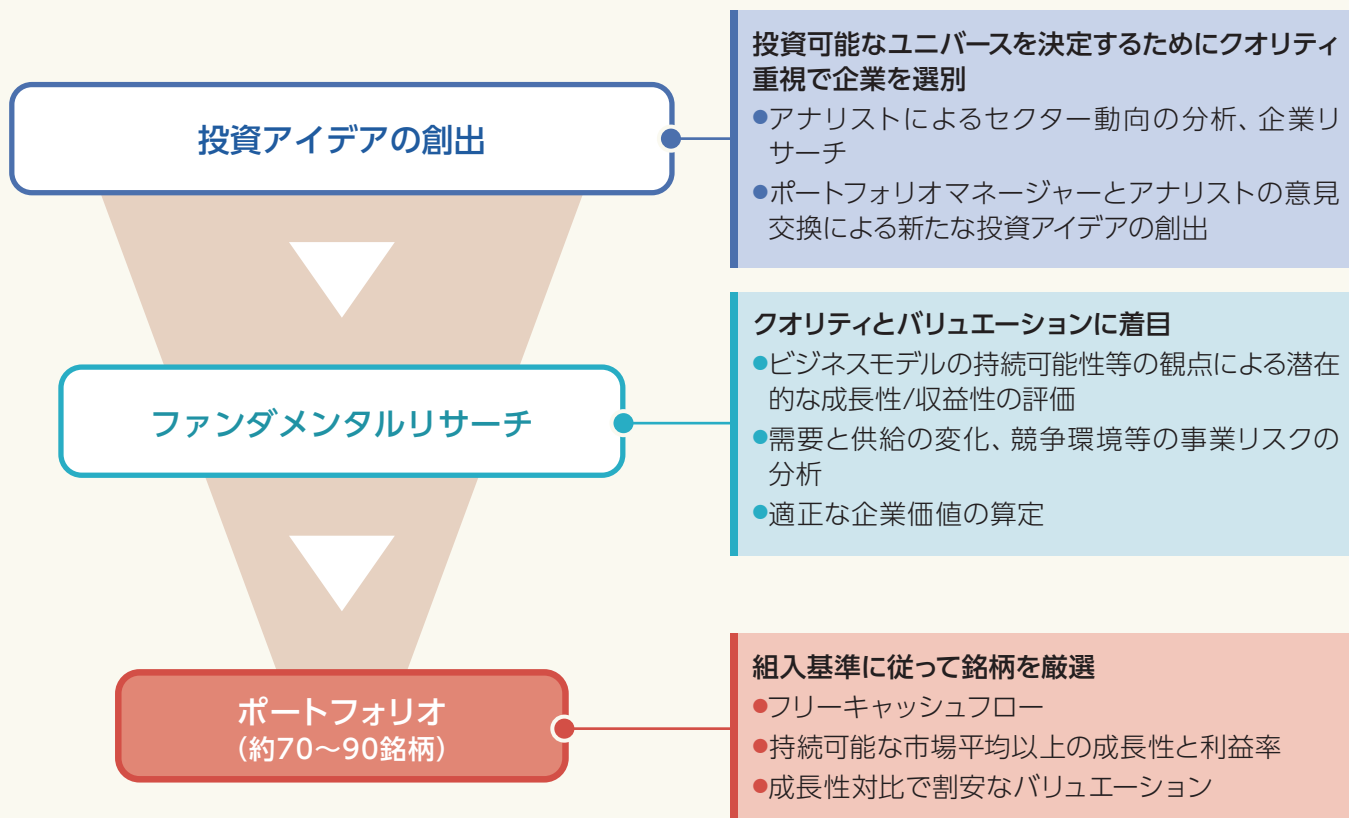 投資アイデアの創出
投資可能なユニバースを決定するためにクオリティ
重視で企業を選別
●アナリストによるセクター動向の分析、企業リ
サーチ
●ポートフォリオマネージャーとアナリストの意見
交換による新たな投資アイデアの創出
ファンダメンタルリサーチ
クオリティとバリュエーションに着目
●ビジネスモデルの持続可能性等の観点による潜在
的な成長性/収益性の評価
●需要と供給の変化、競争環境等の事業リスクの
分析
●適正な企業価値の算定
ポートフォリオ
(約70~90銘柄)
組入基準に従って銘柄を厳選
●フリーキャッシュフロー
●持続可能な市場平均以上の成長性と利益率
●成長性対比で割安なバリュエーション